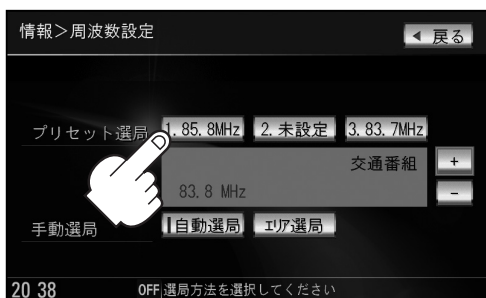 情報＞周波数設定
◀ 戻る
プリセット選局 1.85.8MHz 2.未設定 3.83.7MHz
交通番組 +
83.8 MHz −
手動選局 自動選局 ｴﾘｱ選局
20 38 OFF 選局方法を選択してください